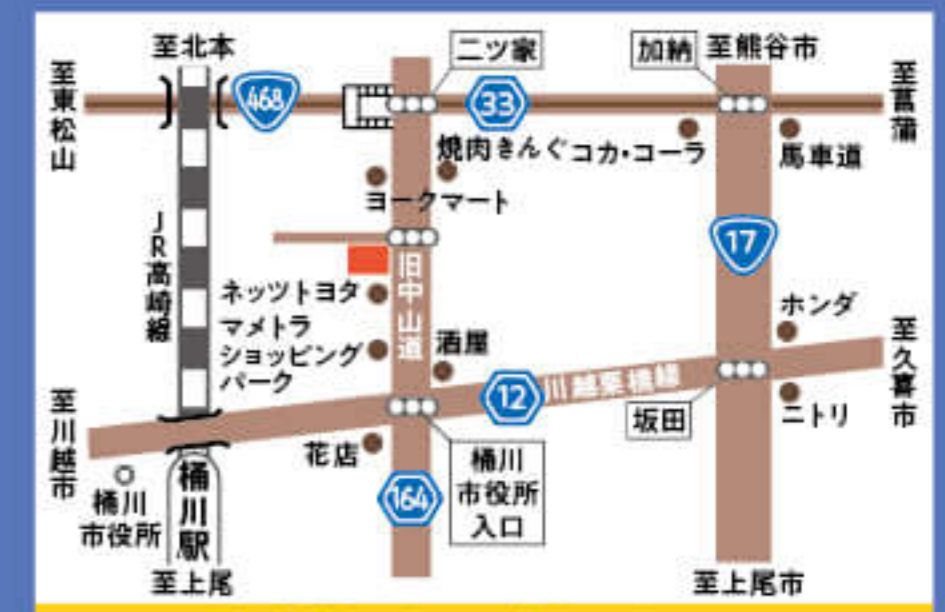 至北本
二ツ家
加納
至熊谷市
至東松山
468
33
至菖蒲
焼肉きんぐ
コカ・コーラ
馬車道
ヨークマート
JR高崎線
17
旧中山道
ネッツトヨタ
マメトラ
ショッピング
パーク
酒屋
ホンダ
至久喜市
12
川越栗橋線
坂田
ニトリ
至川越市
花店
桶川
市役所
入口
164
桶川
市役所
桶川駅
至上尾
至上尾市